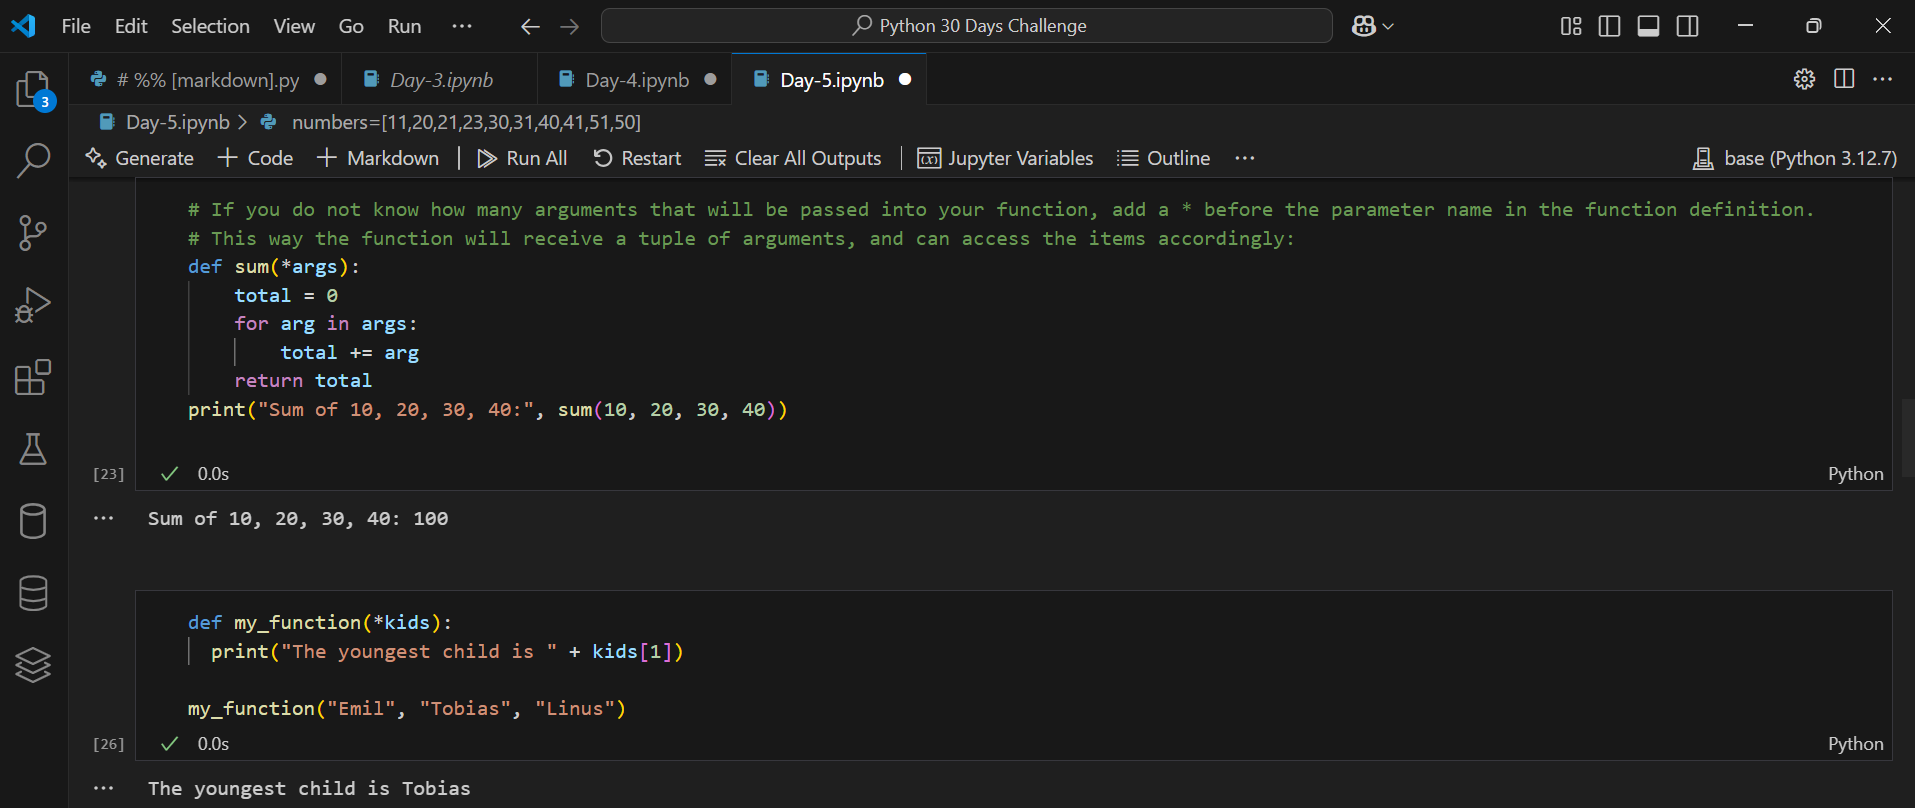 File Edit Selection View Go Run ··· Python 30 Days Challenge
# %% [markdown].py Day-3.ipynb Day-4.ipynb Day-5.ipynb
3
Day-5.ipynb > numbers=[11,20,21,23,30,31,40,41,51,50]
Generate + Code + Markdown Run All Restart Clear All Outputs Jupyter Variables Outline ··· base (Python 3.12.7)
# If you do not know how many arguments that will be passed into your function, add a * before the parameter name in the function definition.
# This way the function will receive a tuple of arguments, and can access the items accordingly:
def sum(*args):
    total = 0
    for arg in args:
        total += arg
    return total
print("Sum of 10, 20, 30, 40:", sum(10, 20, 30, 40))
[23] 0.0s Python
··· Sum of 10, 20, 30, 40: 100
def my_function(*kids):
  print("The youngest child is " + kids[1])
my_function("Emil", "Tobias", "Linus")
[26] 0.0s Python
··· The youngest child is Tobias